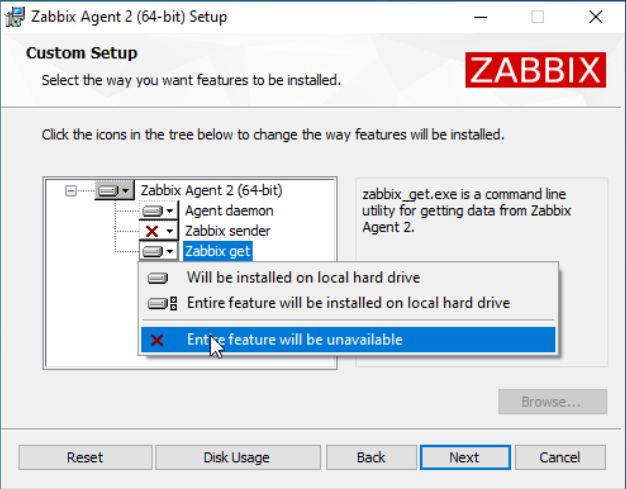 Zabbix Agent 2 (64-bit) Setup
Custom Setup
Select the way you want features to be installed.
ZABBIX
Click the icons in the tree below to change the way features will be installed.
Zabbix Agent 2 (64-bit)
Agent daemon
Zabbix sender
Zabbix get
zabbix_get.exe is a command line
utility for getting data from Zabbix
Agent 2.
Will be installed on local hard drive
Entire feature will be installed on local hard drive
Entire feature will be unavailable
Browse...
Reset
Disk Usage
Back
Next
Cancel